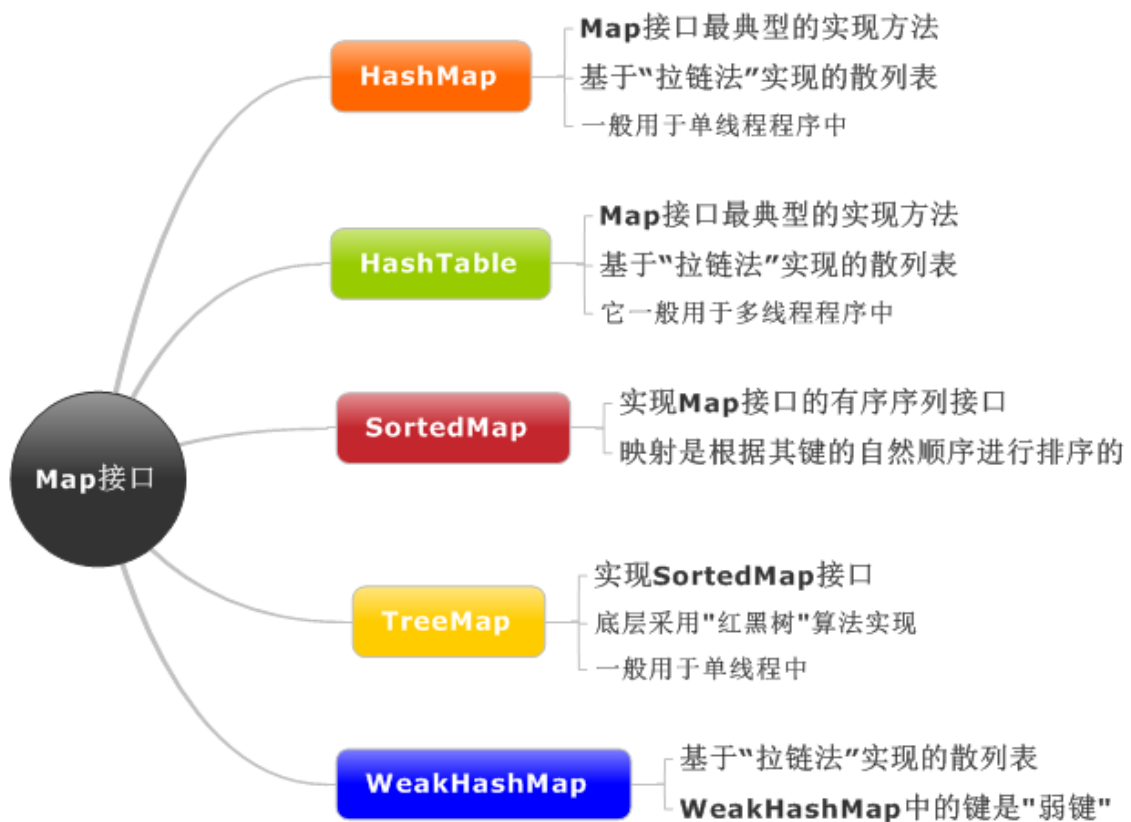 Map接口
HashMap
Map接口最典型的实现方法
基于“拉链法”实现的散列表
一般用于单线程程序中
HashTable
Map接口最典型的实现方法
基于“拉链法”实现的散列表
它一般用于多线程程序中
SortedMap
实现Map接口的有序序列接口
映射是根据其键的自然顺序进行排序的
TreeMap
实现SortedMap接口
底层采用"红黑树"算法实现
一般用于单线程中
WeakHashMap
基于“拉链法”实现的散列表
WeakHashMap中的键是"弱键"